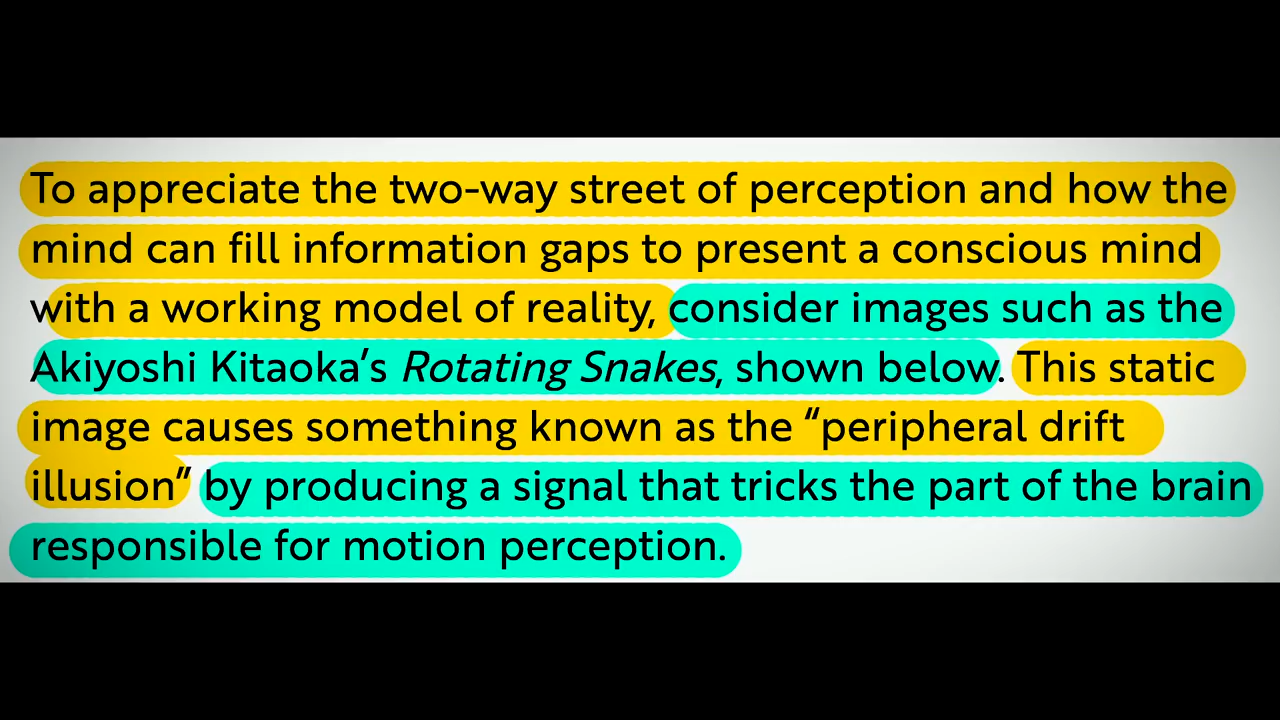 To appreciate the two-way street of perception and how the
mind can fill information gaps to present a conscious mind
with a working model of reality, consider images such as the
Akiyoshi Kitaoka’s Rotating Snakes, shown below. This static
image causes something known as the “peripheral drift
illusion” by producing a signal that tricks the part of the brain
responsible for motion perception.